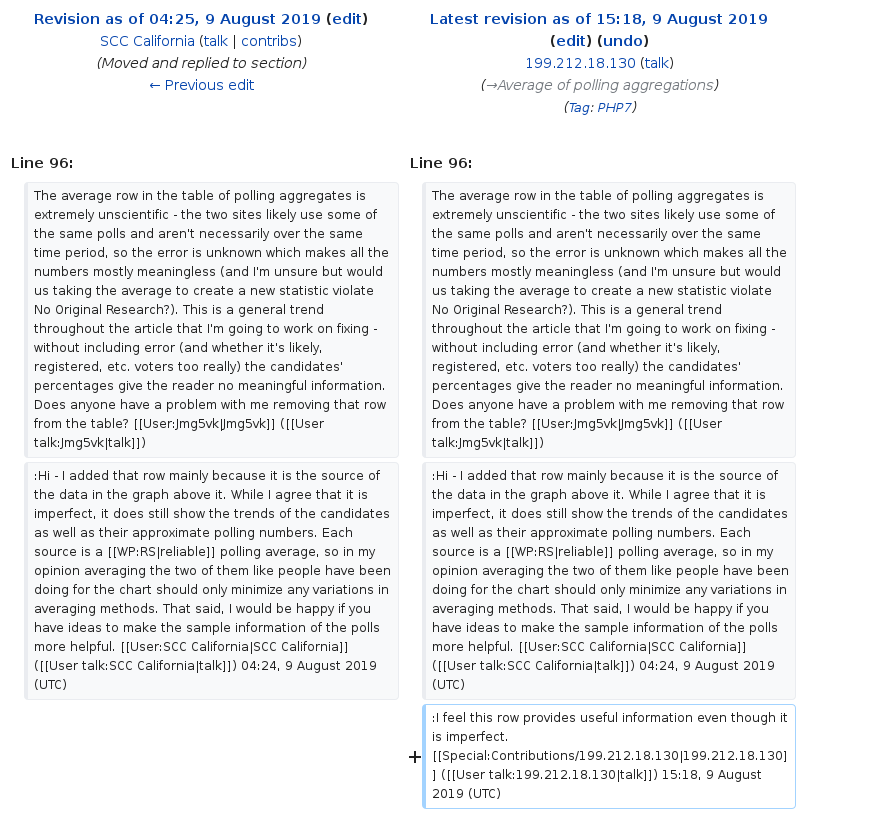 Revision as of 04:25, 9 August 2019 (edit)
SCC California (talk | contribs)
(Moved and replied to section)
← Previous edit
Latest revision as of 15:18, 9 August 2019
(edit) (undo)
199.212.18.130 (talk)
(→Average of polling aggregations)
(Tag: PHP7)
Line 96:
Line 96:
The average row in the table of polling aggregates is
extremely unscientific - the two sites likely use some of
the same polls and aren't necessarily over the same
time period, so the error is unknown which makes all the
numbers mostly meaningless (and I'm unsure but would
us taking the average to create a new statistic violate
No Original Research?). This is a general trend
throughout the article that I'm going to work on fixing -
without including error (and whether it's likely,
registered, etc. voters too really) the candidates'
percentages give the reader no meaningful information.
Does anyone have a problem with me removing that row
from the table? [[User:Jmg5vk|Jmg5vk]] ([[User
talk:Jmg5vk|talk]])
The average row in the table of polling aggregates is
extremely unscientific - the two sites likely use some of
the same polls and aren't necessarily over the same
time period, so the error is unknown which makes all the
numbers mostly meaningless (and I'm unsure but would
us taking the average to create a new statistic violate
No Original Research?). This is a general trend
throughout the article that I'm going to work on fixing -
without including error (and whether it's likely,
registered, etc. voters too really) the candidates'
percentages give the reader no meaningful information.
Does anyone have a problem with me removing that row
from the table? [[User:Jmg5vk|Jmg5vk]] ([[User
talk:Jmg5vk|talk]])
:Hi - I added that row mainly because it is the source of
the data in the graph above it. While I agree that it is
imperfect, it does still show the trends of the candidates
as well as their approximate polling numbers. Each
source is a [[WP:RS|reliable]] polling average, so in my
opinion averaging the two of them like people have been
doing for the chart should only minimize any variations in
averaging methods. That said, I would be happy if you
have ideas to make the sample information of the polls
more helpful. [[User:SCC California|SCC California]]
([[User talk:SCC California|talk]]) 04:24, 9 August 2019
(UTC)
:Hi - I added that row mainly because it is the source of
the data in the graph above it. While I agree that it is
imperfect, it does still show the trends of the candidates
as well as their approximate polling numbers. Each
source is a [[WP:RS|reliable]] polling average, so in my
opinion averaging the two of them like people have been
doing for the chart should only minimize any variations in
averaging methods. That said, I would be happy if you
have ideas to make the sample information of the polls
more helpful. [[User:SCC California|SCC California]]
([[User talk:SCC California|talk]]) 04:24, 9 August 2019
(UTC)
+
:I feel this row provides useful information even though it
is imperfect.
[[Special:Contributions/199.212.18.130|199.212.18.130]
] ([[User talk:199.212.18.130|talk]]) 15:18, 9 August
2019 (UTC)